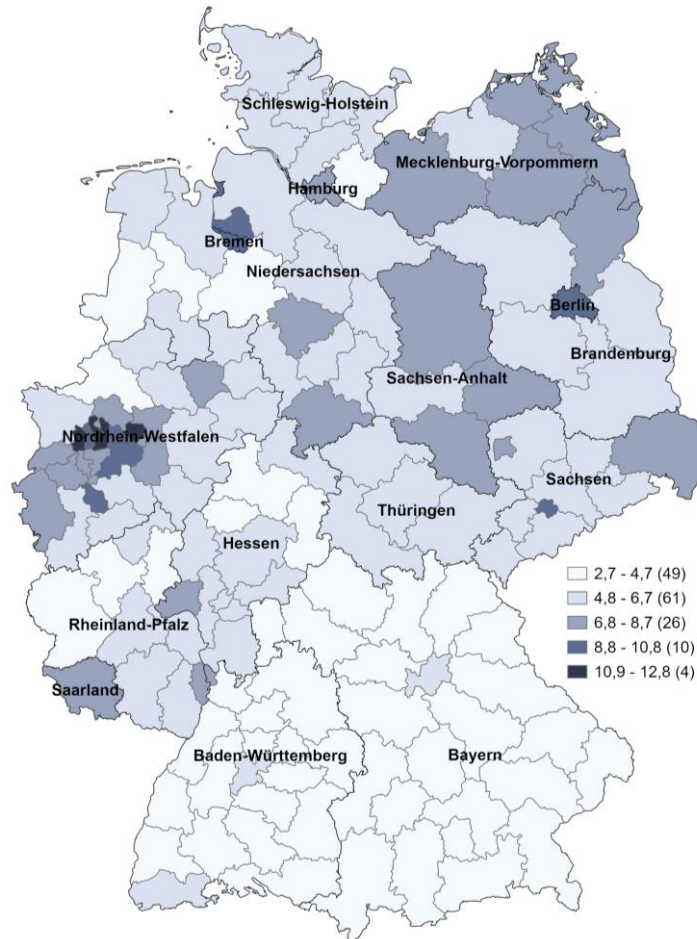 Schleswig-Holstein
Mecklenburg-Vorpommern
Hamburg
Bremen
Niedersachsen
Berlin
Brandenburg
Sachsen-Anhalt
Nordrhein-Westfalen
Sachsen
Thüringen
Hessen
2,7 - 4,7 (49)
4,8 - 6,7 (61)
6,8 - 8,7 (26)
8,8 - 10,8 (10)
10,9 - 12,8 (4)
Rheinland-Pfalz
Saarland
Baden-Württemberg
Bayern